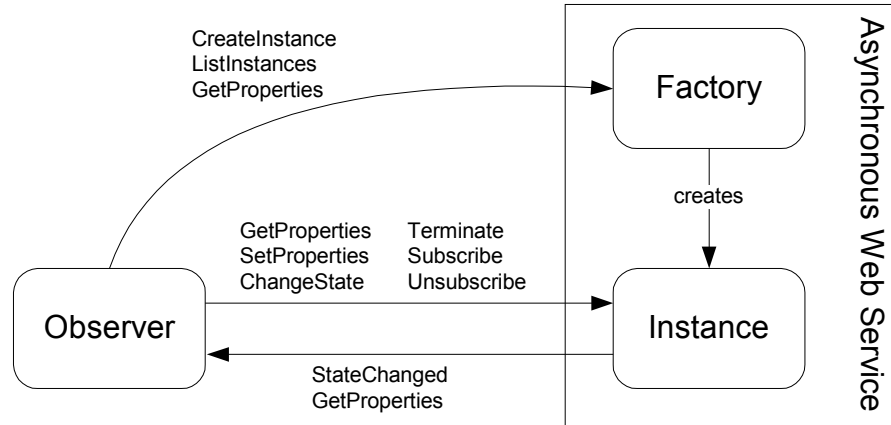 CreateInstance
ListInstances
GetProperties
Factory
Asynchronous Web Service
creates
GetProperties Terminate
SetProperties Subscribe
ChangeState Unsubscribe
Observer
Instance
StateChanged
GetProperties